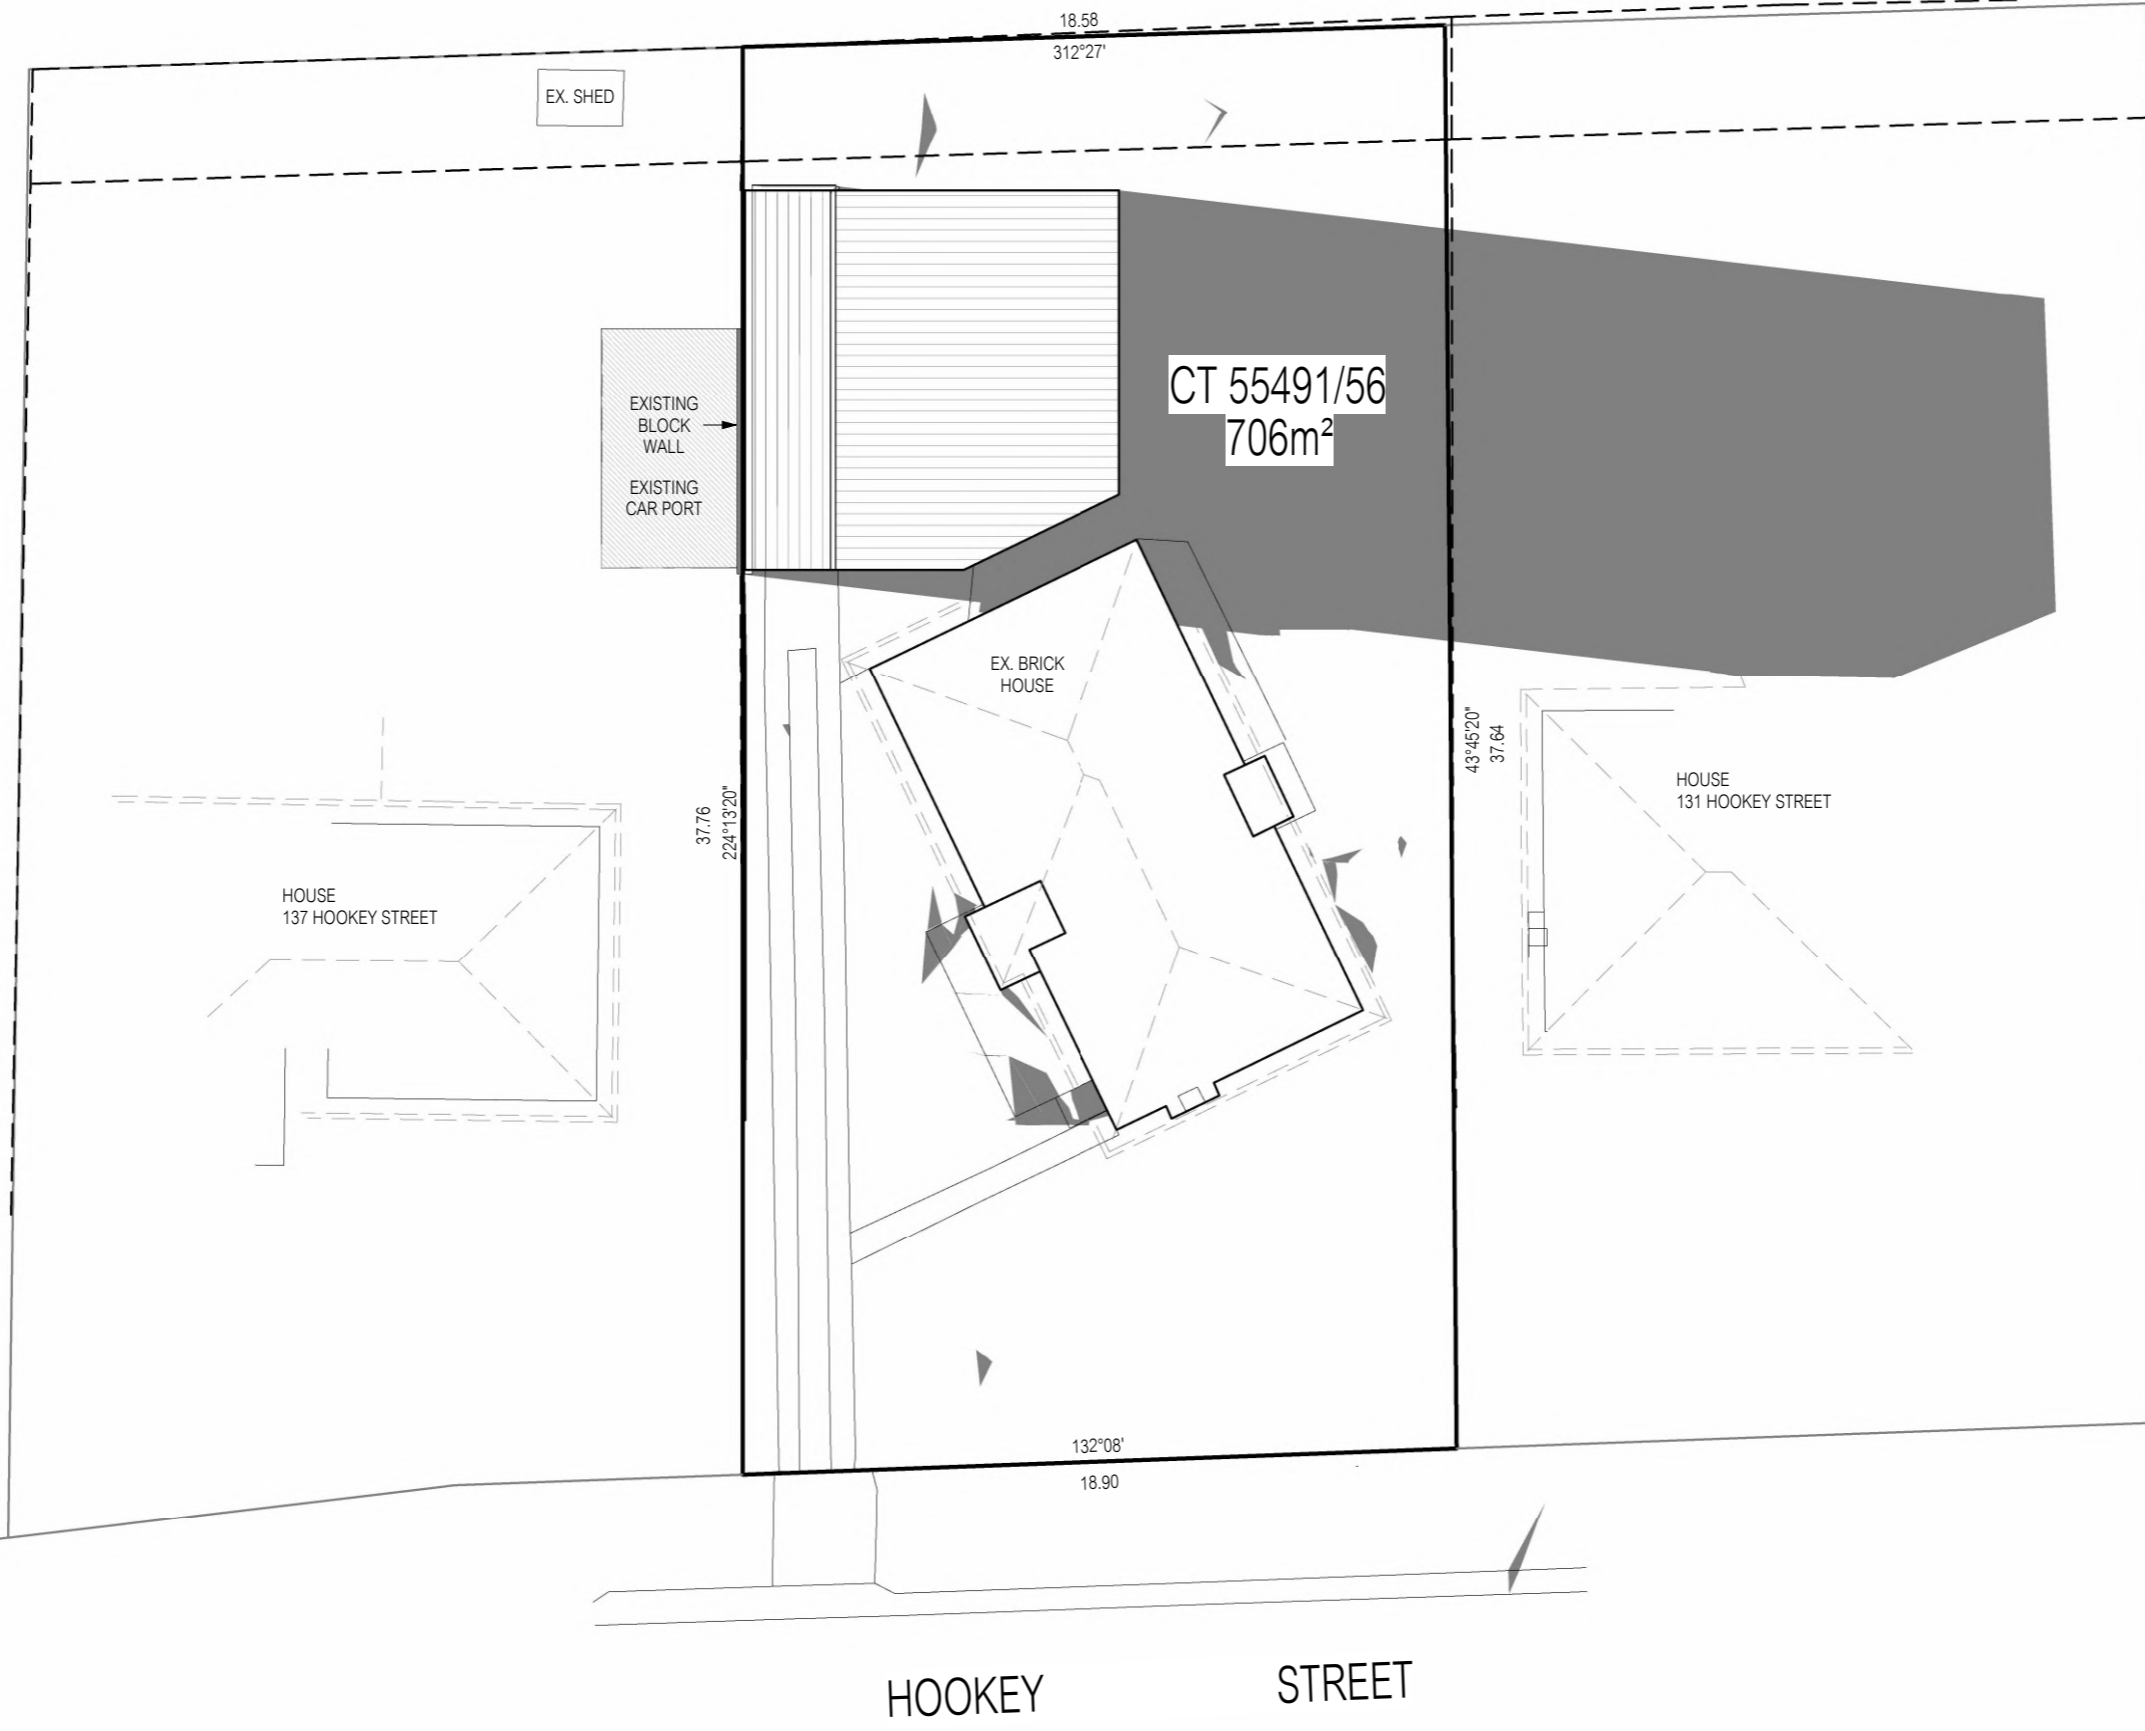 18.58
312°27'
EX. SHED
CT 55491/56
706m²
EXISTING
BLOCK
WALL
EXISTING
CAR PORT
EX. BRICK
HOUSE
43°45'20"
37.64
HOUSE
131 HOOKEY STREET
37.76
224°13'20"
HOUSE
137 HOOKEY STREET
132°08'
18.90
HOOKEY STREET